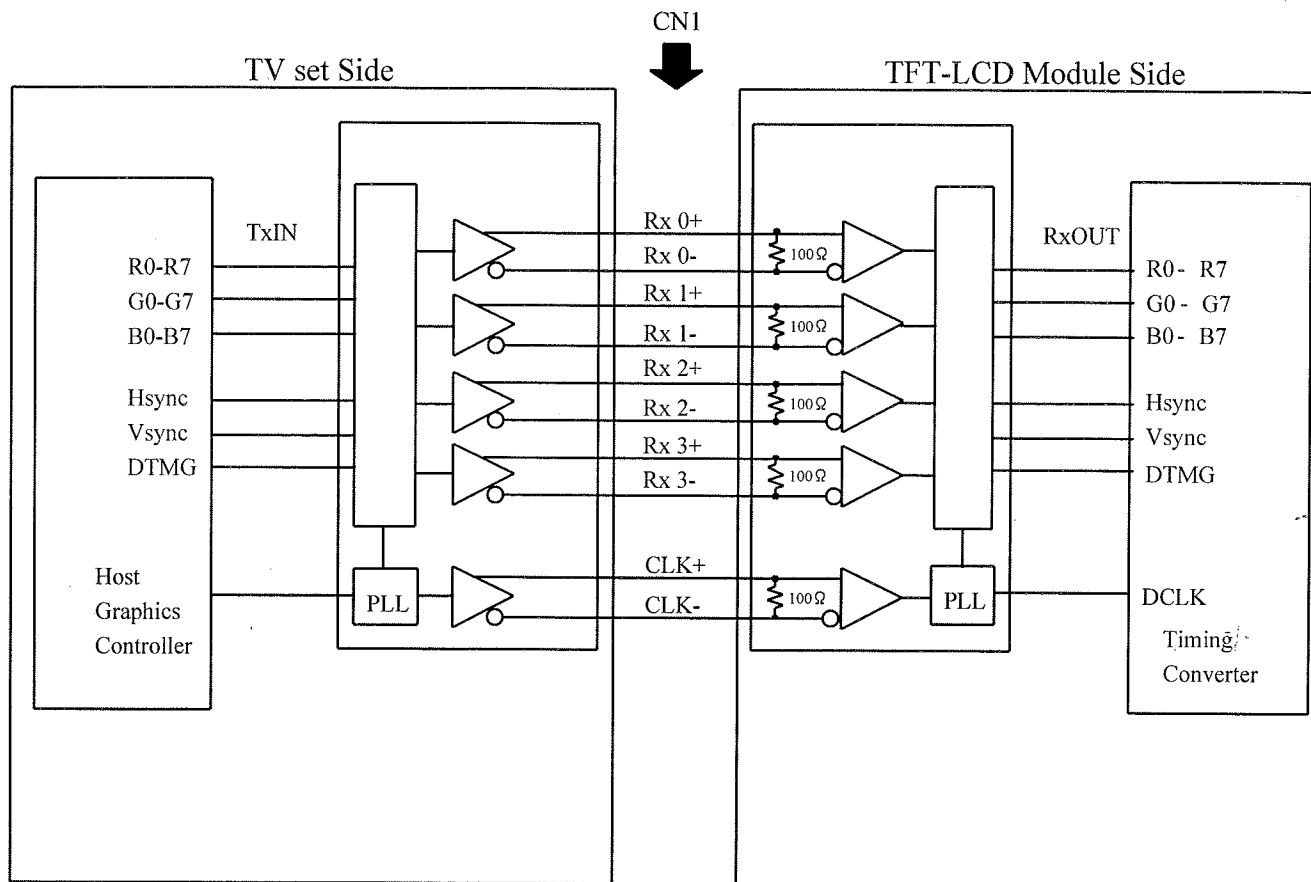 CN1
TV set Side
TFT-LCD Module Side
TxIN
R0-R7
G0-G7
B0-B7
Hsync
Vsync
DTMG
Host
Graphics
Controller
PLL
Rx 0+
Rx 0-
Rx 1+
Rx 1-
Rx 2+
Rx 2-
Rx 3+
Rx 3-
CLK+
CLK-
100Ω
100Ω
100Ω
100Ω
100Ω
PLL
RxOUT
R0- R7
G0- G7
B0- B7
Hsync
Vsync
DTMG
DCLK
Timing
Converter